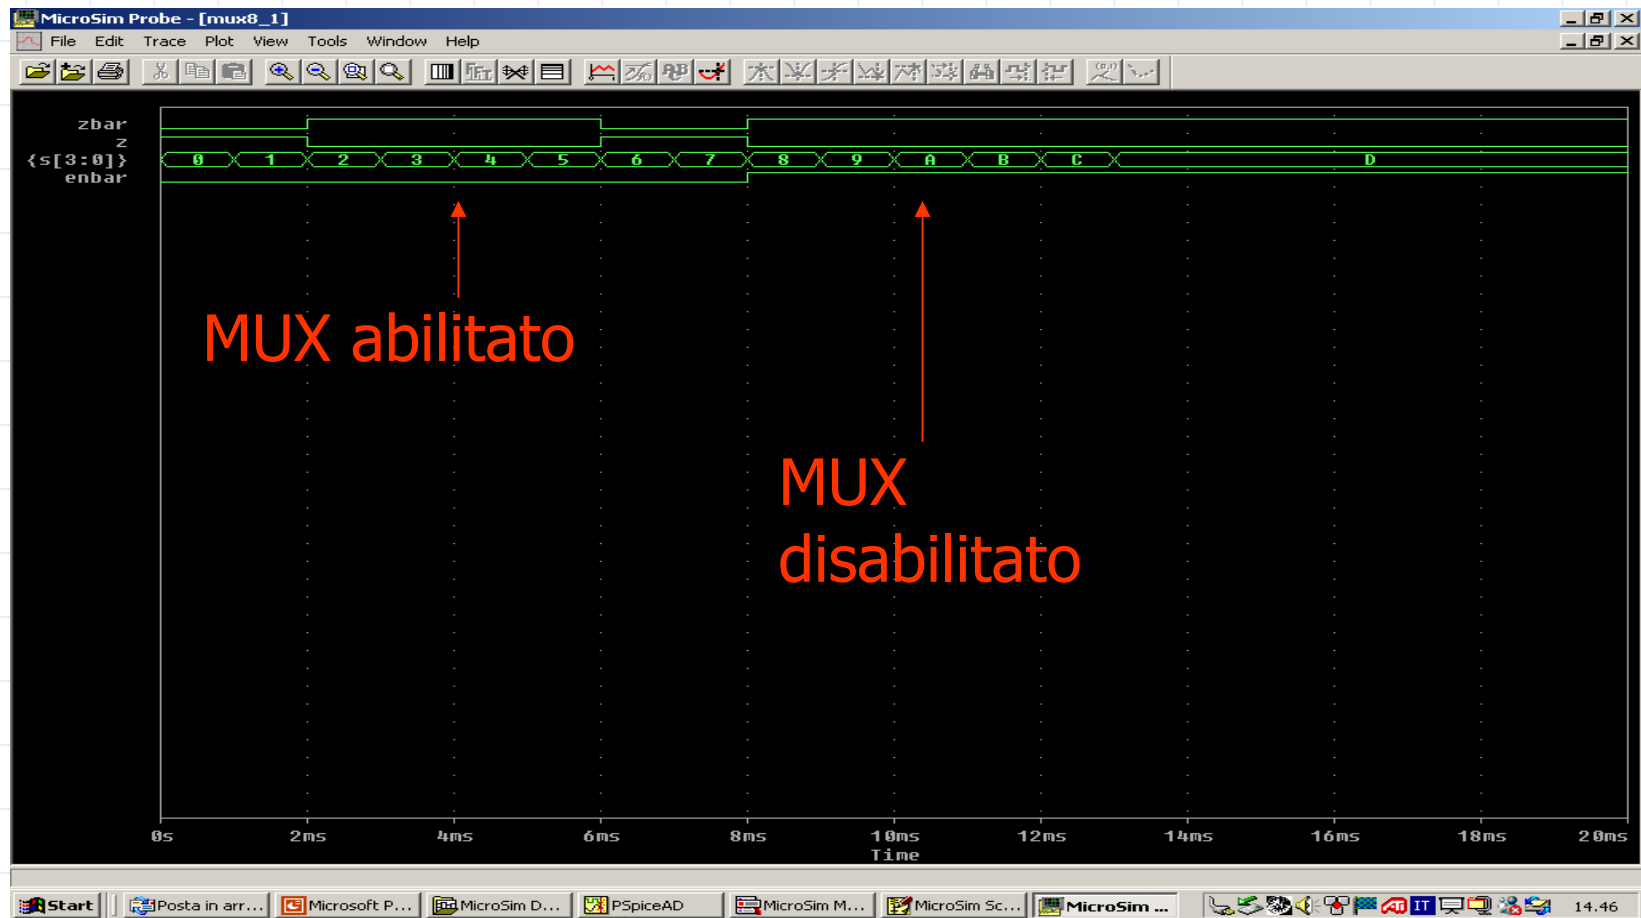 MicroSim Probe - [mux8_1]
File Edit Trace Plot View Tools Window Help
zbar
z
{s[3:0]} 0 1 2 3 4 5 6 7 8 9 A B C D
enbar
MUX abilitato
MUX
disabilitato
0s 2ms 4ms 6ms 8ms 10ms 12ms 14ms 16ms 18ms 20ms
Time
Start Posta in arr... Microsoft P... MicroSim D... PSpiceAD MicroSim M... MicroSim Sc... MicroSim ... IT 14.46